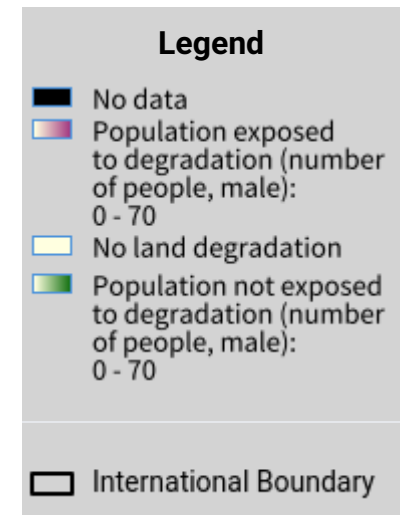 Legend
No data
Population exposed
to degradation (number
of people, male):
0 - 70
No land degradation
Population not exposed
to degradation (number
of people, male):
0 - 70
International Boundary